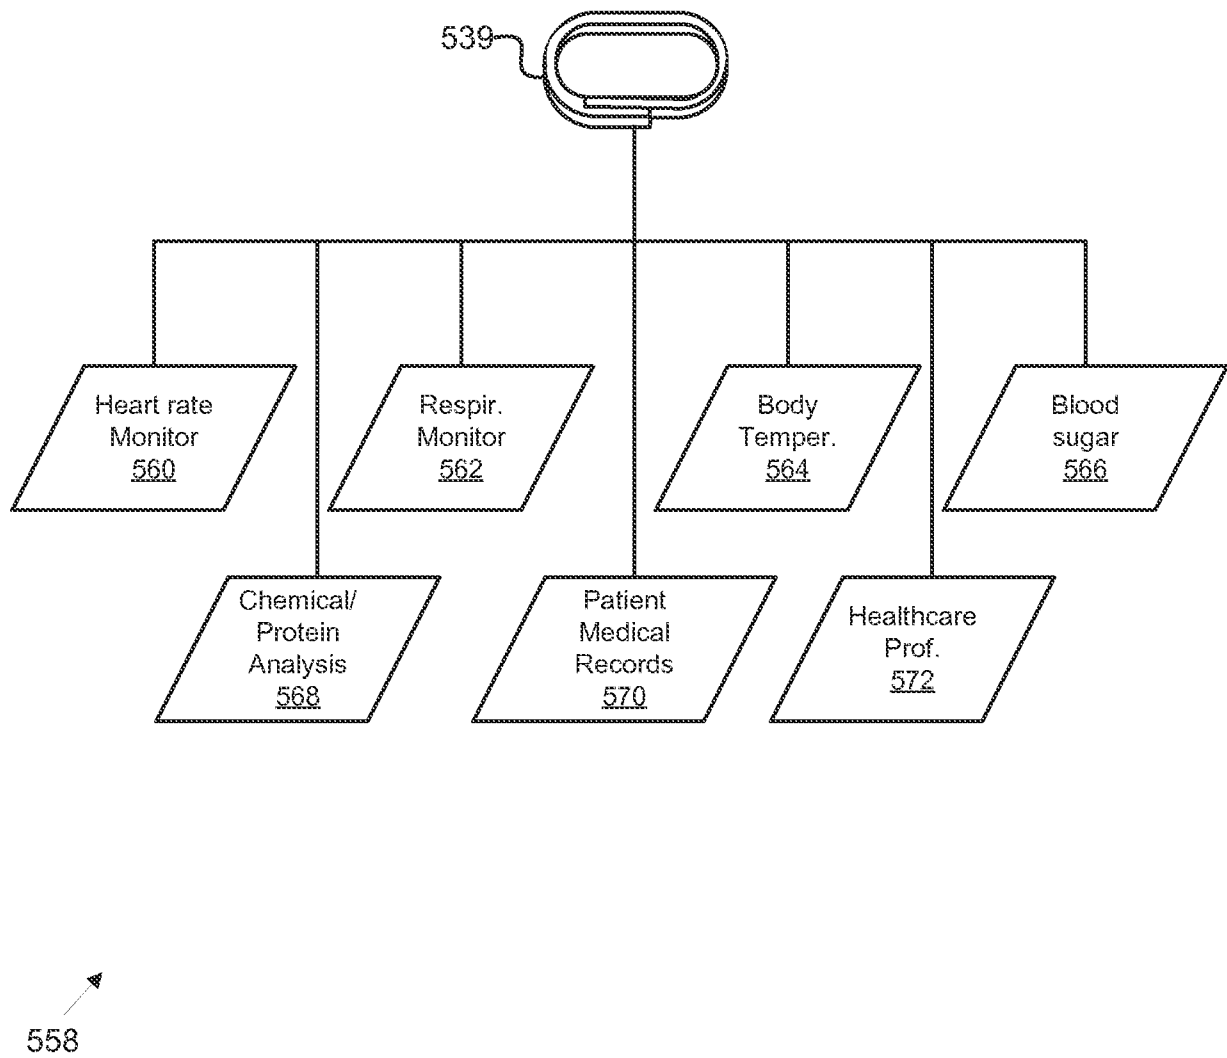 539
Heart rate
Monitor
560
Respir.
Monitor
562
Body
Temper.
564
Blood
sugar
566
Chemical/
Protein
Analysis
568
Patient
Medical
Records
570
Healthcare
Prof.
572
558